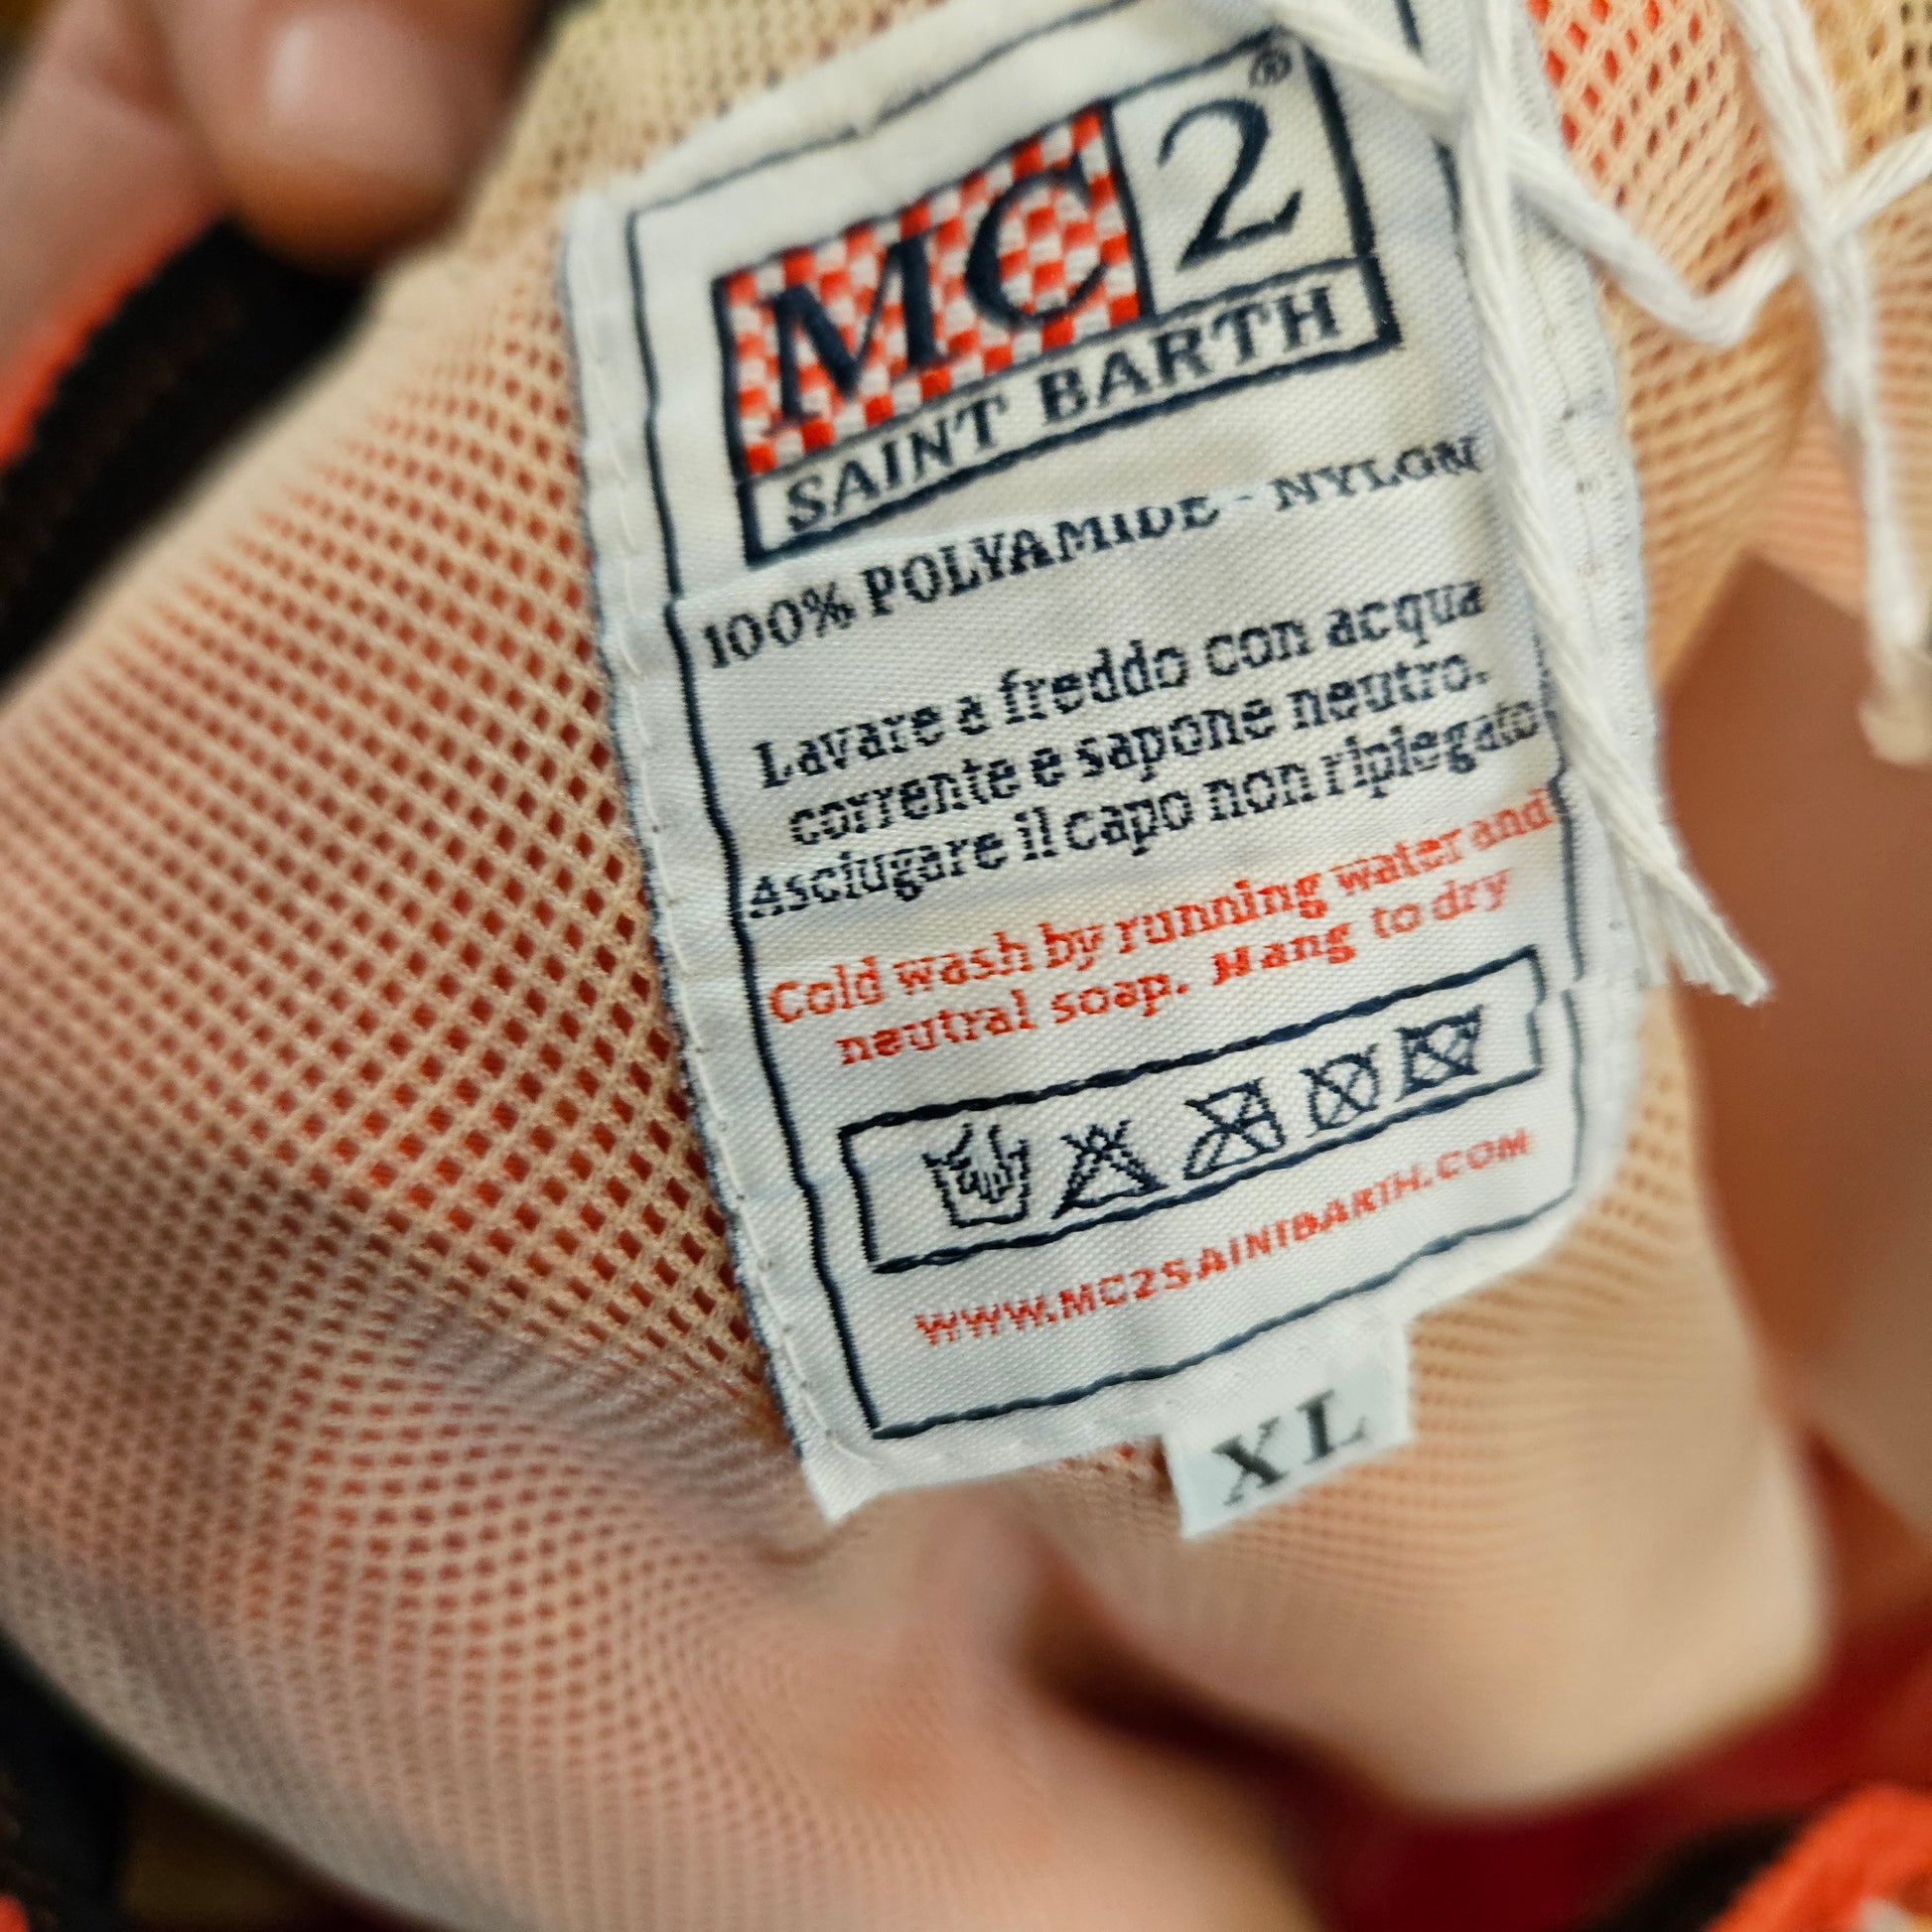 MC2®
SAINT BARTH
100% POLYAMIDE - NYLON
Lavare a freddo con acqua
corrente e sapone neutro.
Asciugare il capo non ripiegato
Cold wash by running water and
neutral soap. Hang to dry
WWW.MC2SAINTBARTH.COM
XL